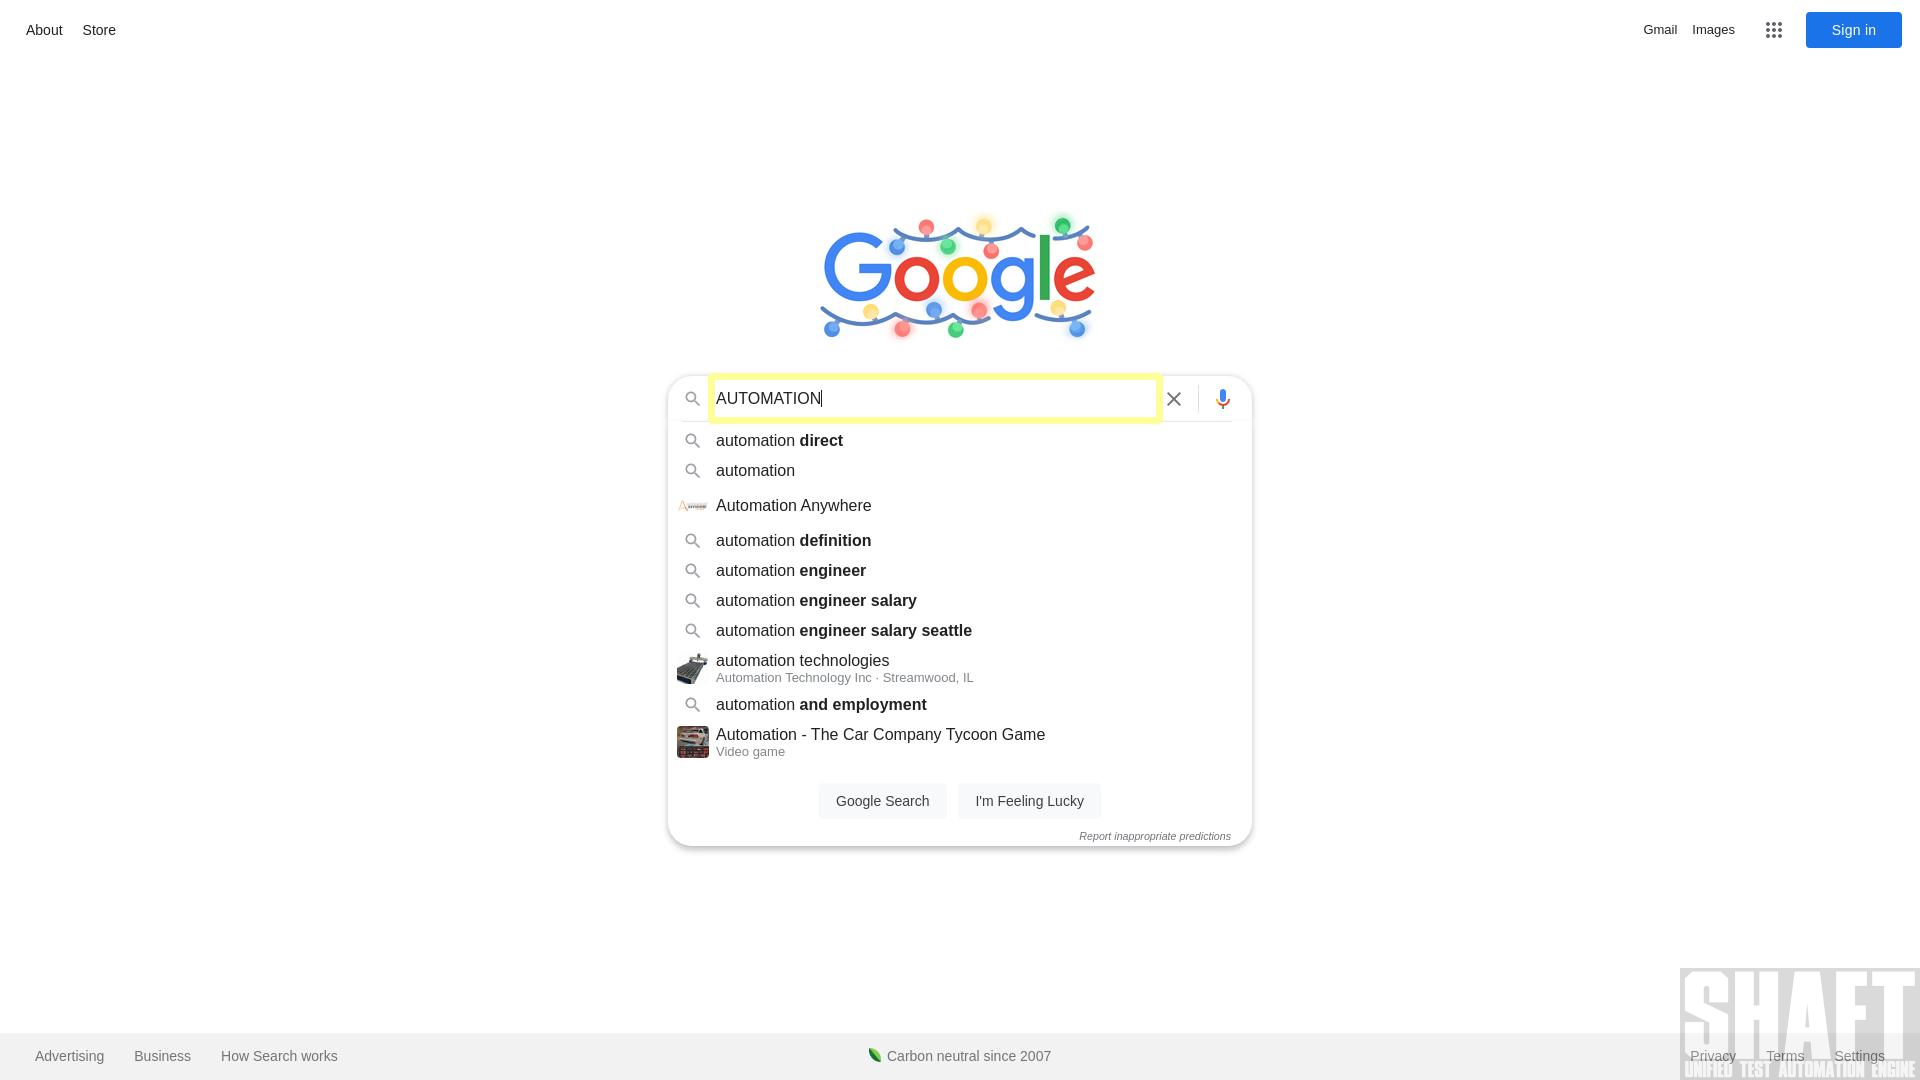 About Store
Gmail Images
Sign in
Google
AUTOMATION
automation direct
automation
Automation Anywhere
automation definition
automation engineer
automation engineer salary
automation engineer salary seattle
automation technologies
Automation Technology Inc · Streamwood, IL
automation and employment
Automation - The Car Company Tycoon Game
Video game
Google Search I'm Feeling Lucky
Report inappropriate predictions
Advertising Business How Search works
Carbon neutral since 2007
Privacy Terms Settings
SHAFT
UNIFIED TEST AUTOMATION ENGINE